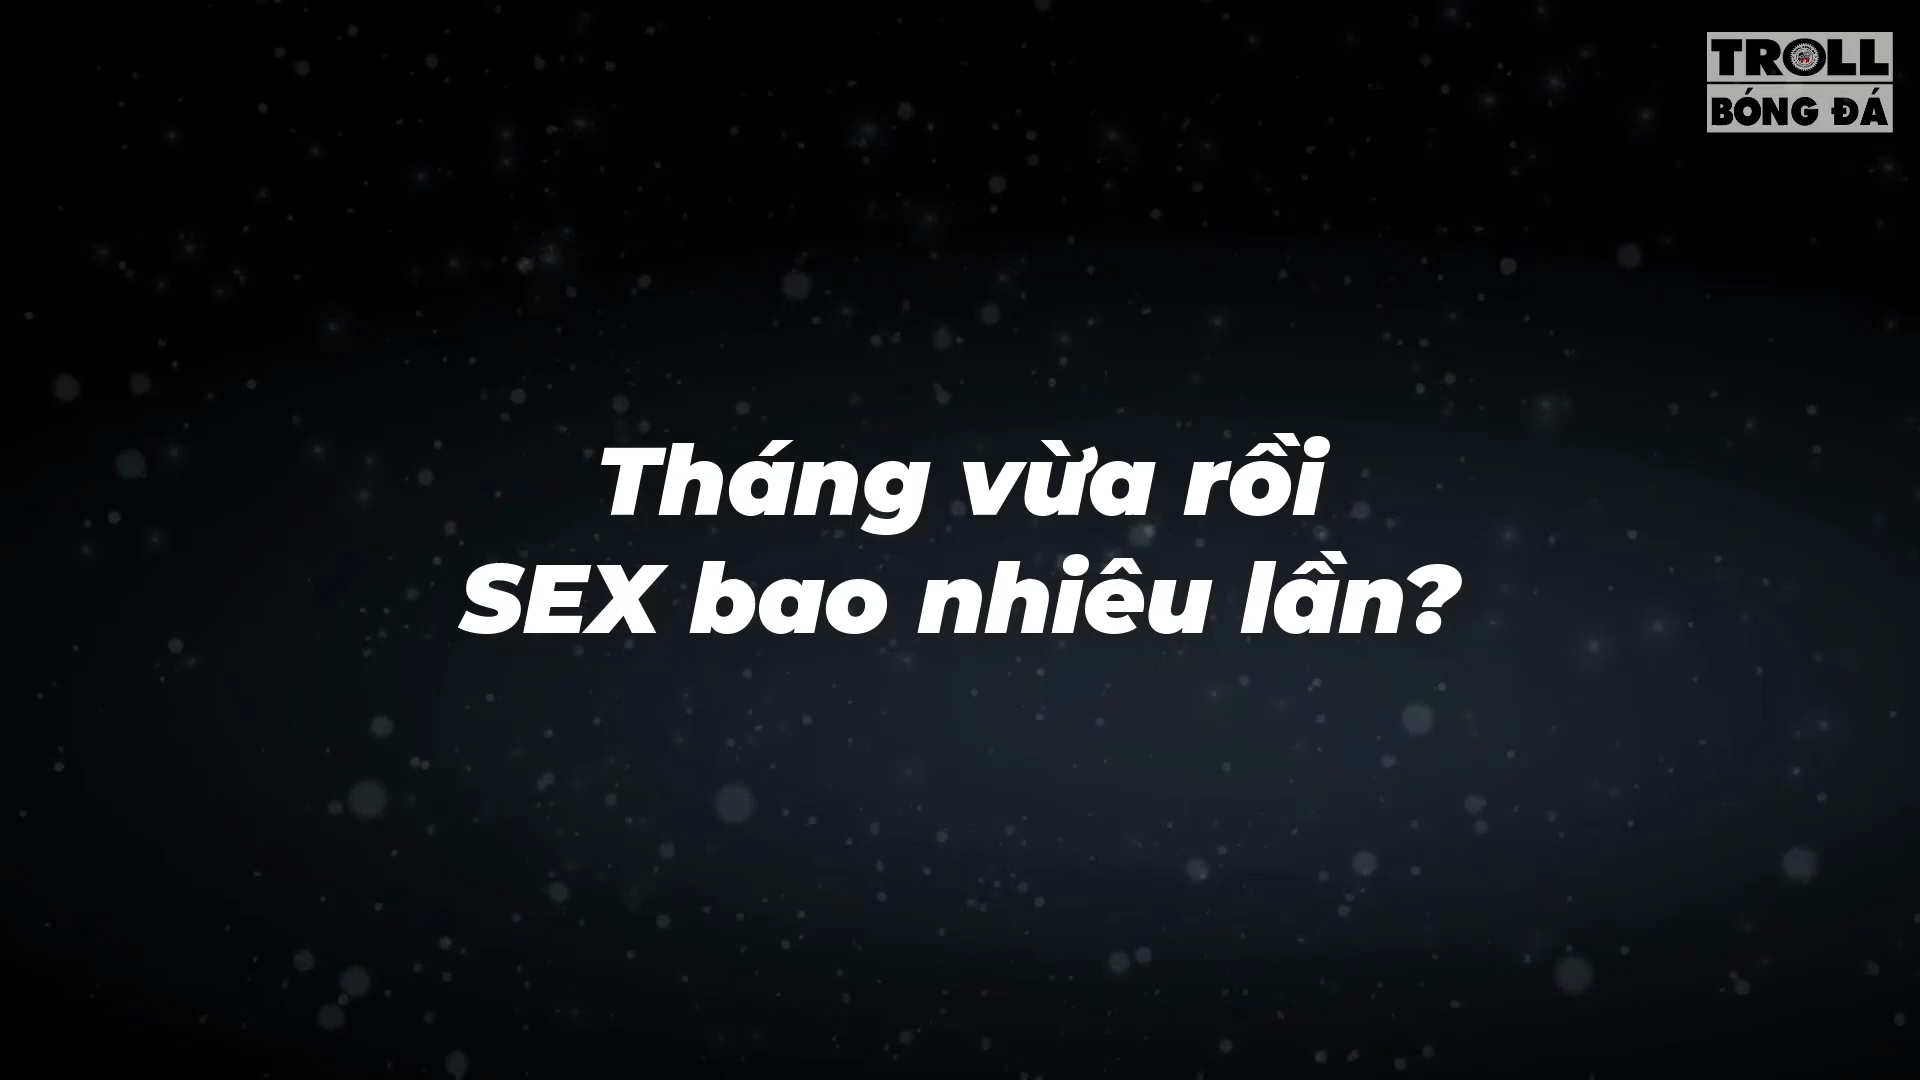 TROLL
BÓNG ĐÁ
Tháng vừa rồi
SEX bao nhiêu lần?